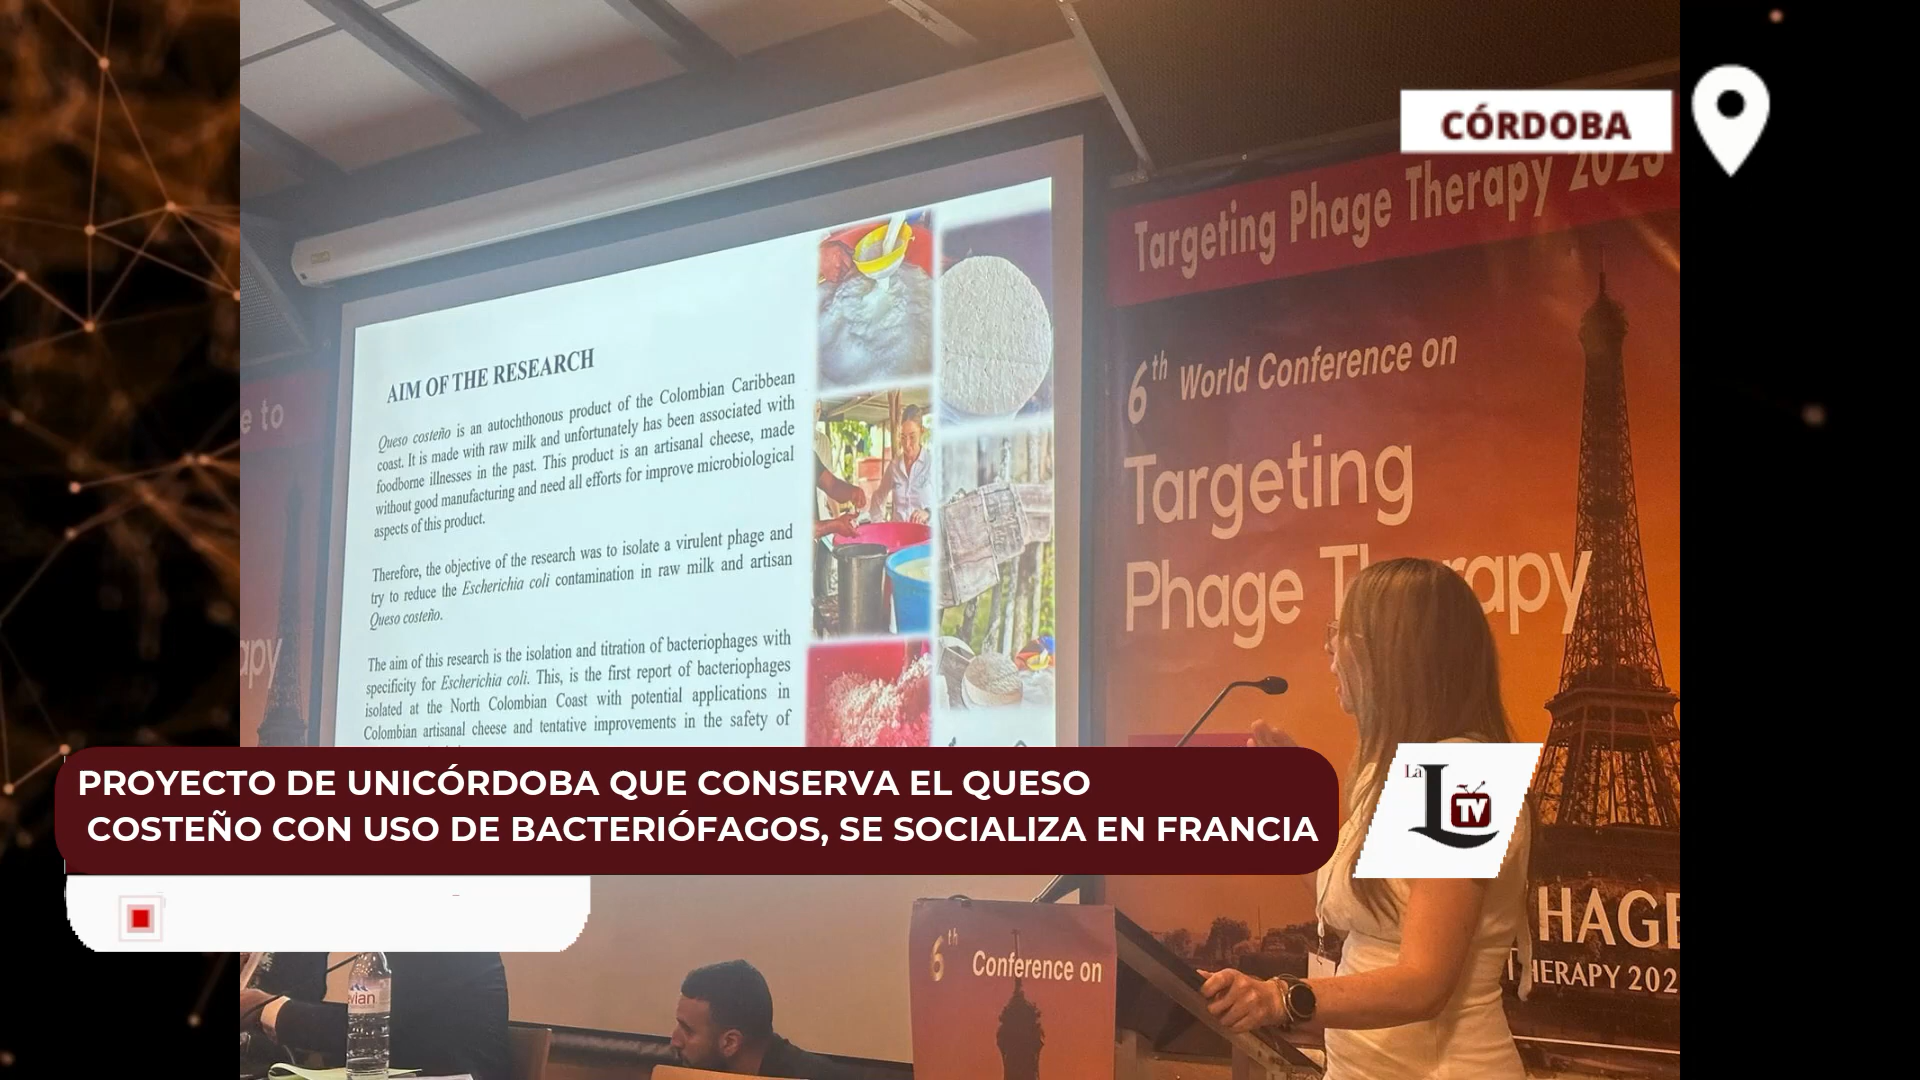 CÓRDOBA
Targeting Phage Therapy 2023
6th World Conference on
Targeting
Phage Therapy
e to
apy
AIM OF THE RESEARCH
Queso costeño is an autochthonous product of the Colombian Caribbean
coast. It is made with raw milk and unfortunately has been associated with
foodborne illnesses in the past. This product is an artisanal cheese, made
without good manufacturing and need all efforts for improve microbiological
aspects of this product.
Therefore, the objective of the research was to isolate a virulent phage and
try to reduce the Escherichia coli contamination in raw milk and artisan
Queso costeño.
The aim of this research is the isolation and titration of bacteriophages with
specificity for Escherichia coli. This, is the first report of bacteriophages
isolated at the North Colombian Coast with potential applications in
Colombian artisanal cheese and tentative improvements in the safety of
PROYECTO DE UNICÓRDOBA QUE CONSERVA EL QUESO
COSTEÑO CON USO DE BACTERIÓFAGOS, SE SOCIALIZA EN FRANCIA
La L TV
HAGE
THERAPY 202
6th Conference on
evian